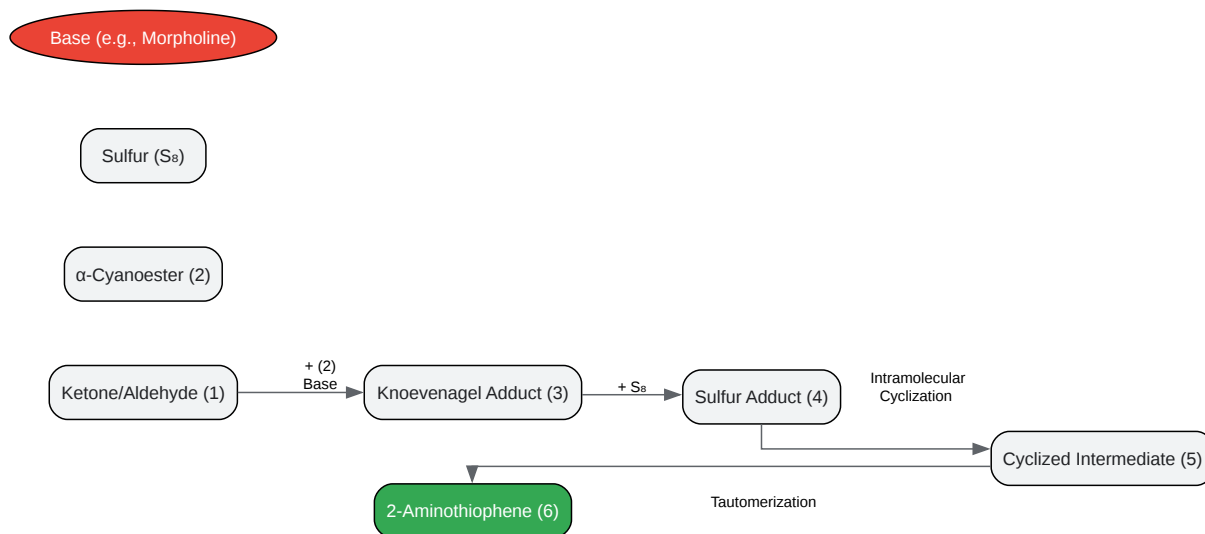 Base (e.g., Morpholine)
Sulfur (S₈)
α-Cyanoester (2)
Ketone/Aldehyde (1)
+ (2)
Base
Knoevenagel Adduct (3)
+ S₈
Sulfur Adduct (4)
Intramolecular
Cyclization
Cyclized Intermediate (5)
Tautomerization
2-Aminothiophene (6)